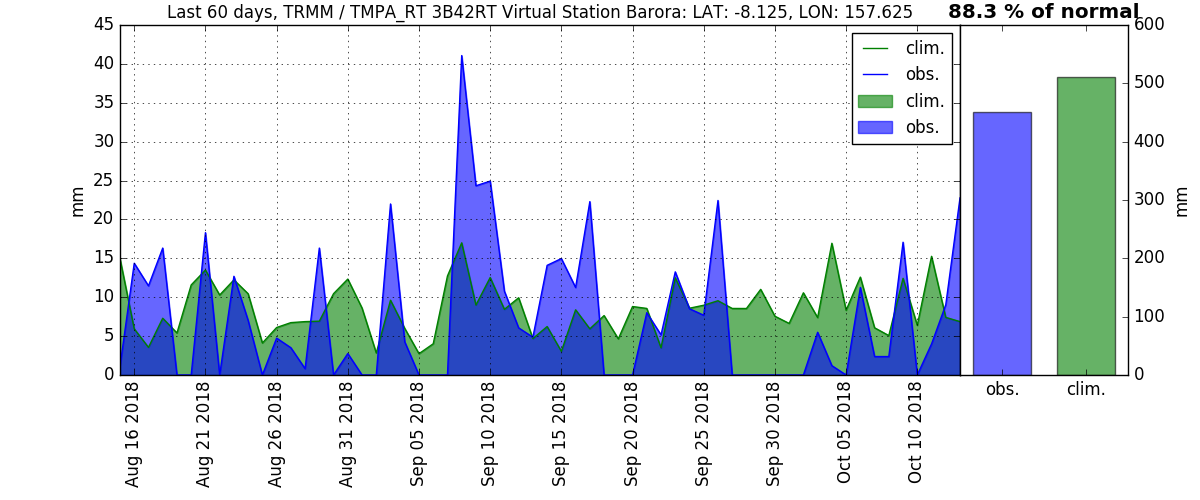 Last 60 days, TRMM / TMPA_RT 3B42RT Virtual Station Barora: LAT: -8.125, LON: 157.625
88.3 % of normal
45
40
35
30
25
20
15
10
5
0
mm
clim.
obs.
clim.
obs.
600
500
400
300
200
100
0
mm
obs.
clim.
Aug 16 2018
Aug 21 2018
Aug 26 2018
Aug 31 2018
Sep 05 2018
Sep 10 2018
Sep 15 2018
Sep 20 2018
Sep 25 2018
Sep 30 2018
Oct 05 2018
Oct 10 2018